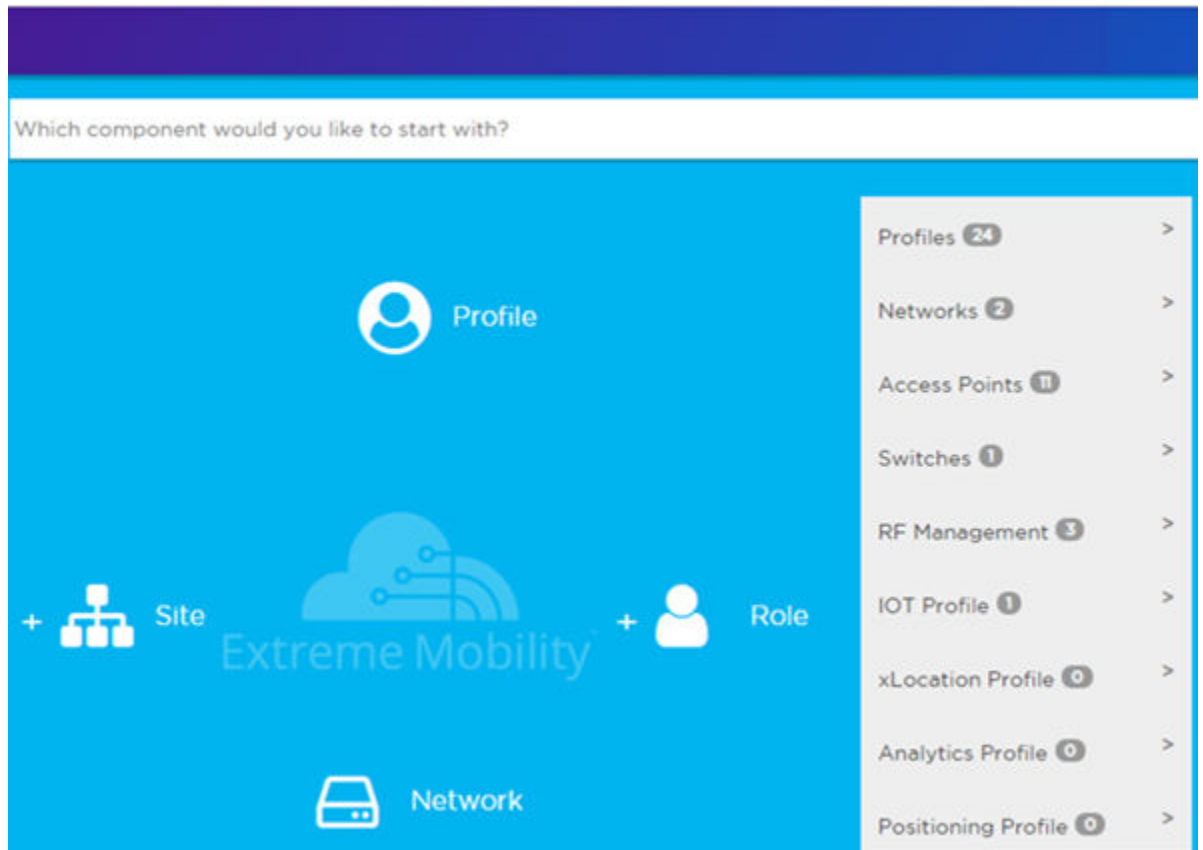 Which component would you like to start with?
Profile
+ Site
Extreme Mobility
+ Role
Network
Profiles 24 >
Networks 2 >
Access Points 11 >
Switches 1 >
RF Management 3 >
IOT Profile 1 >
xLocation Profile 0 >
Analytics Profile 0 >
Positioning Profile 0 >